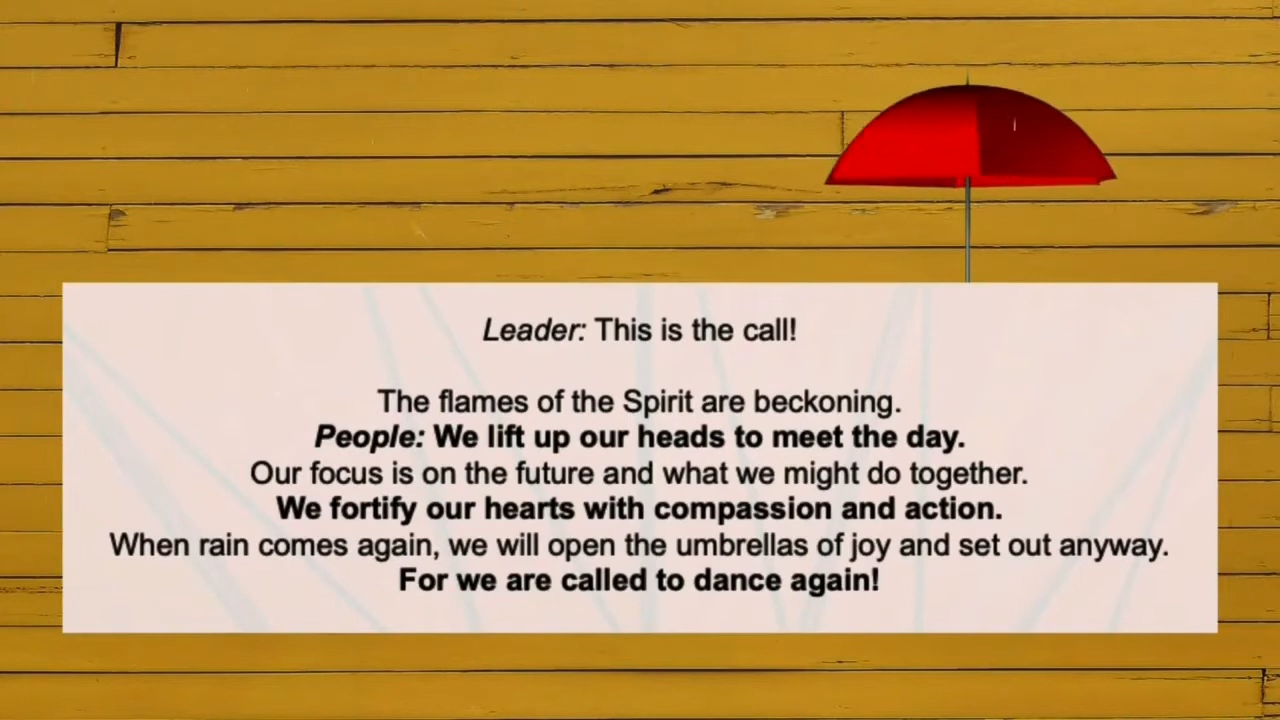 Leader: This is the call!
The flames of the Spirit are beckoning.
People: We lift up our heads to meet the day.
Our focus is on the future and what we might do together.
We fortify our hearts with compassion and action.
When rain comes again, we will open the umbrellas of joy and set out anyway.
For we are called to dance again!